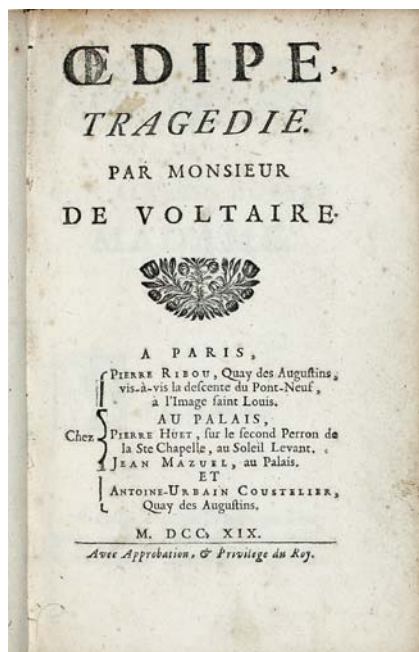 ŒDIPE,
TRAGEDIE.
PAR MONSIEUR
DE VOLTAIRE.
A PARIS,
PIERRE RIBOU, Quay des Auguſtins,
vis-à-vis la deſcente du Pont-Neuf,
à l'Image ſaint Louis.
AU PALAIS,
Chez PIERRE HUET, ſur le ſecond Perron de
la Ste Chapelle, au Soleil Levant.
JEAN MAZUEL, au Palais.
ET
ANTOINE-URBAIN COUSTELIER,
Quay des Auguſtins.
M. DCC. XIX.
Avec Approbation, & Privilege du Roy.